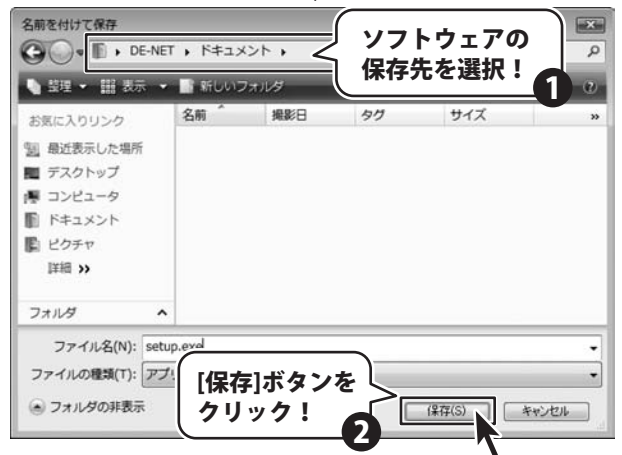 名前を付けて保存
DE-NET ▸ ドキュメント ▸
ソフトウェアの
保存先を選択！
1
整理 ▼ 表示 ▼ 新しいフォルダ
?
お気に入りリンク
名前 撮影日 タグ サイズ »
最近表示した場所
デスクトップ
コンピュータ
ドキュメント
ピクチャ
詳細 »
フォルダ ^
ファイル名(N): setup.exe
ファイルの種類(T): アプ
[保存]ボタンを
クリック！
2
フォルダの非表示
保存(S) キャンセル